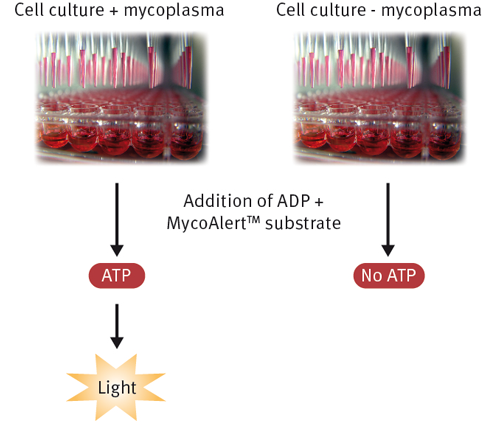 Cell culture + mycoplasma
Cell culture - mycoplasma
Addition of ADP +
MycoAlert™ substrate
ATP
No ATP
Light